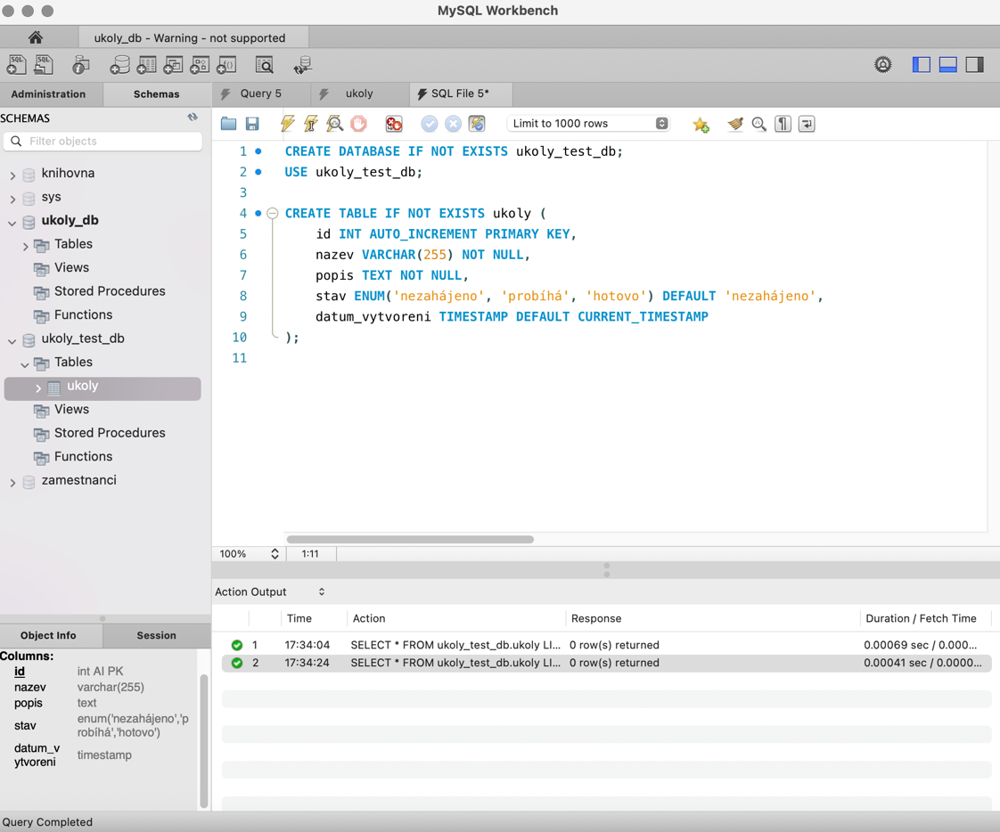 MySQL Workbench
ukoly_db - Warning - not supported
SQL
SQL
Administration
Schemas
Query 5
ukoly
SQL File 5*
SCHEMAS
Filter objects
Limit to 1000 rows
knihovna
sys
ukoly_db
Tables
Views
Stored Procedures
Functions
ukoly_test_db
Tables
ukoly
Views
Stored Procedures
Functions
zamestnanci
1 CREATE DATABASE IF NOT EXISTS ukoly_test_db;
2 USE ukoly_test_db;
3
4 CREATE TABLE IF NOT EXISTS ukoly (
5 id INT AUTO_INCREMENT PRIMARY KEY,
6 nazev VARCHAR(255) NOT NULL,
7 popis TEXT NOT NULL,
8 stav ENUM('nezahájeno', 'probíhá', 'hotovo') DEFAULT 'nezahájeno',
9 datum_vytvoreni TIMESTAMP DEFAULT CURRENT_TIMESTAMP
10 );
11
100%
1:11
Action Output
Time Action Response Duration / Fetch Time
1 17:34:04 SELECT * FROM ukoly_test_db.ukoly LI... 0 row(s) returned 0.00069 sec / 0.000...
2 17:34:24 SELECT * FROM ukoly_test_db.ukoly LI... 0 row(s) returned 0.00041 sec / 0.0000...
Object Info
Session
Columns:
id int AI PK
nazev varchar(255)
popis text
stav enum('nezahájeno','p
robíhá','hotovo')
datum_v
ytvoreni timestamp
Query Completed